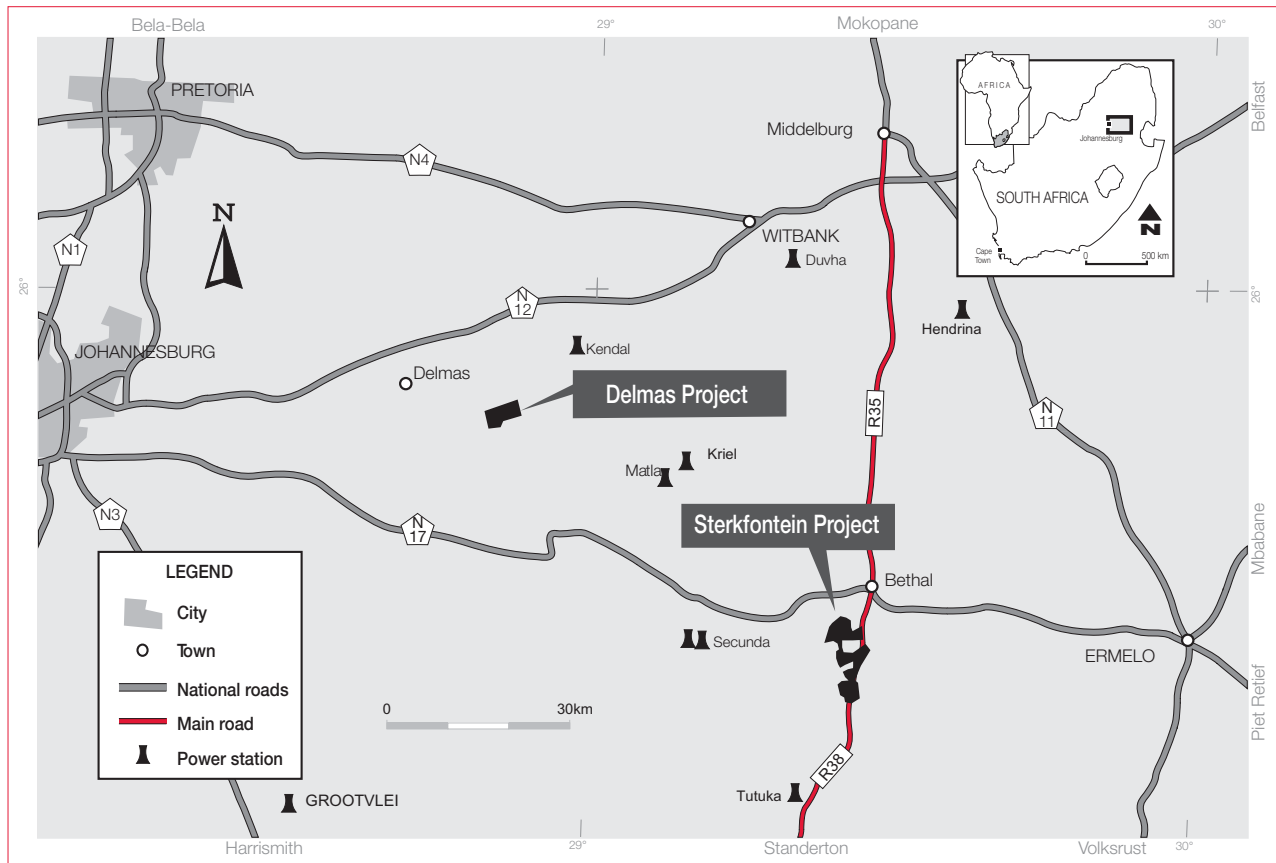 Bela-Bela
29°
Mokopane
30°
PRETORIA
N4
Middelburg
Belfast
AFRICA
Johannesburg
SOUTH AFRICA
N
Cape
Town
0 500 km
N
N1
WITBANK
Duvha
26°
26°
N
12
Hendrina
JOHANNESBURG
Kendal
Delmas
Delmas Project
R35
N
11
Kriel
Matla
N3
N
17
Sterkfontein Project
Mbabane
Bethal
LEGEND
City
Town
National roads
Main road
Power station
Secunda
ERMELO
Piet Retief
0 30km
R38
Tutuka
GROOTVLEI
Harrismith
29°
Standerton
Volksrust
30°